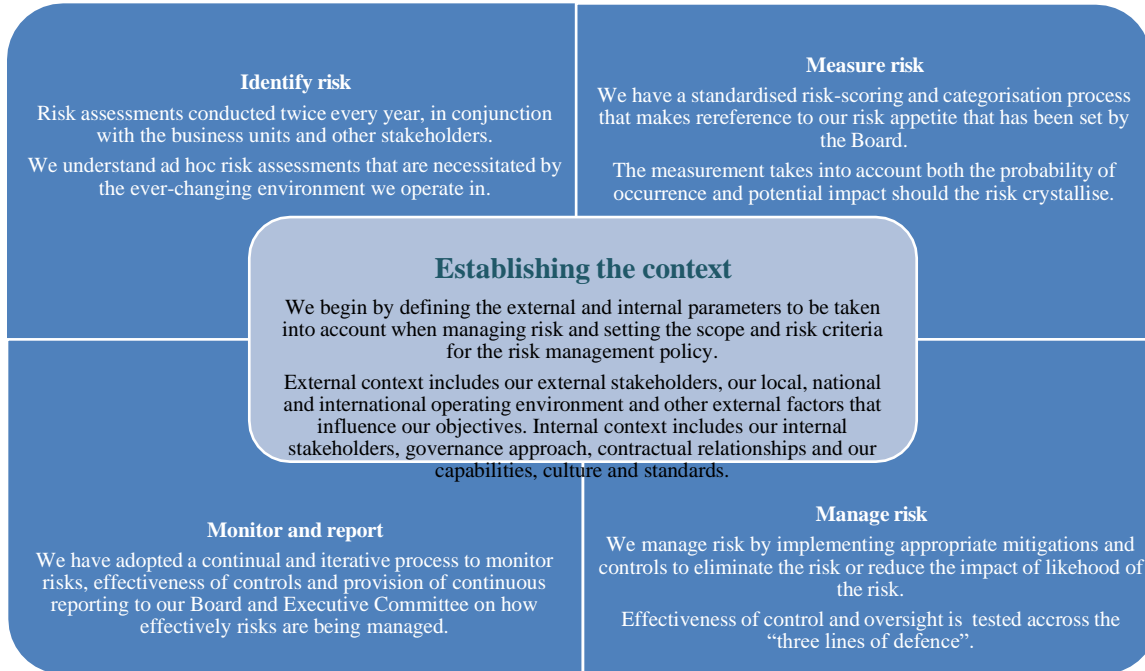 Identify risk
Risk assessments conducted twice every year, in conjunction
with the business units and other stakeholders.
We understand ad hoc risk assessments that are necessitated by
the ever-changing environment we operate in.
Measure risk
We have a standardised risk-scoring and categorisation process
that makes rereference to our risk appetite that has been set by
the Board.
The measurement takes into account both the probability of
occurrence and potential impact should the risk crystallise.
Establishing the context
We begin by defining the external and internal parameters to be taken
into account when managing risk and setting the scope and risk criteria
for the risk management policy.
External context includes our external stakeholders, our local, national
and international operating environment and other external factors that
influence our objectives. Internal context includes our internal
stakeholders, governance approach, contractual relationships and our
capabilities, culture and standards.
Monitor and report
We have adopted a continual and iterative process to monitor
risks, effectiveness of controls and provision of continuous
reporting to our Board and Executive Committee on how
effectively risks are being managed.
Manage risk
We manage risk by implementing appropriate mitigations and
controls to eliminate the risk or reduce the impact of likehood of
the risk.
Effectiveness of control and oversight is tested accross the
“three lines of defence”.